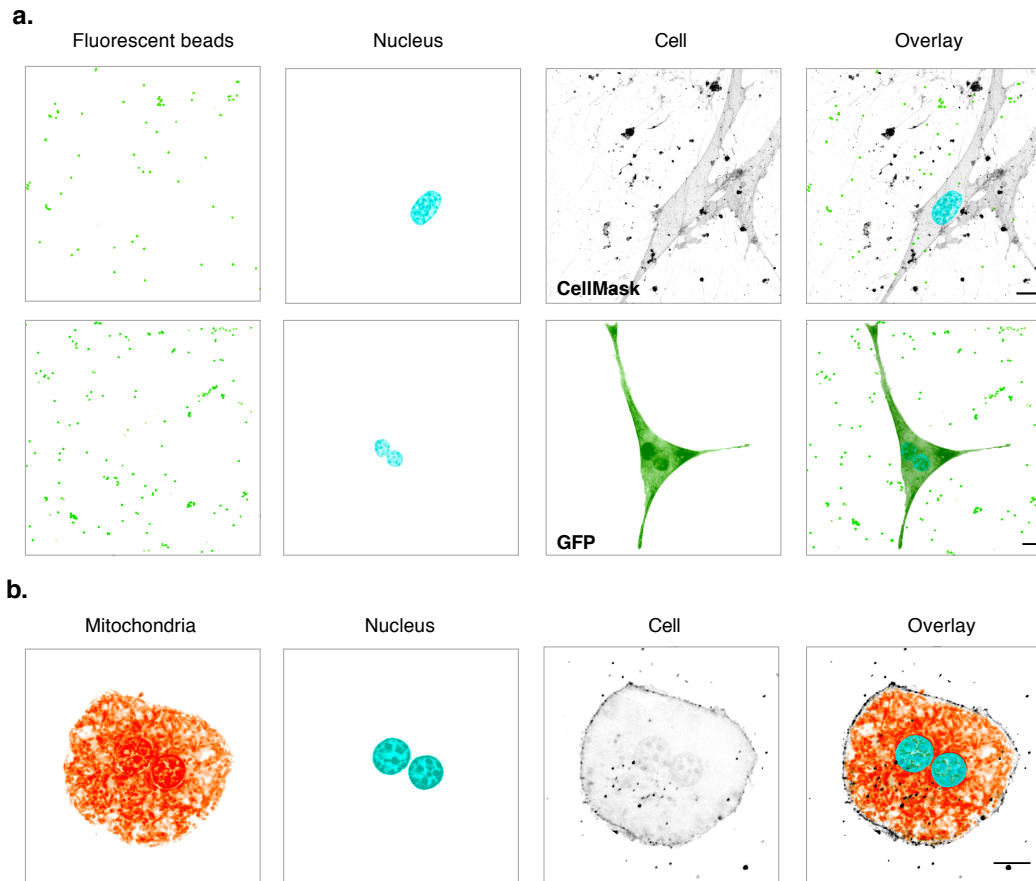 a.
Fluorescent beads Nucleus Cell Overlay
CellMask
GFP
b.
Mitochondria Nucleus Cell Overlay